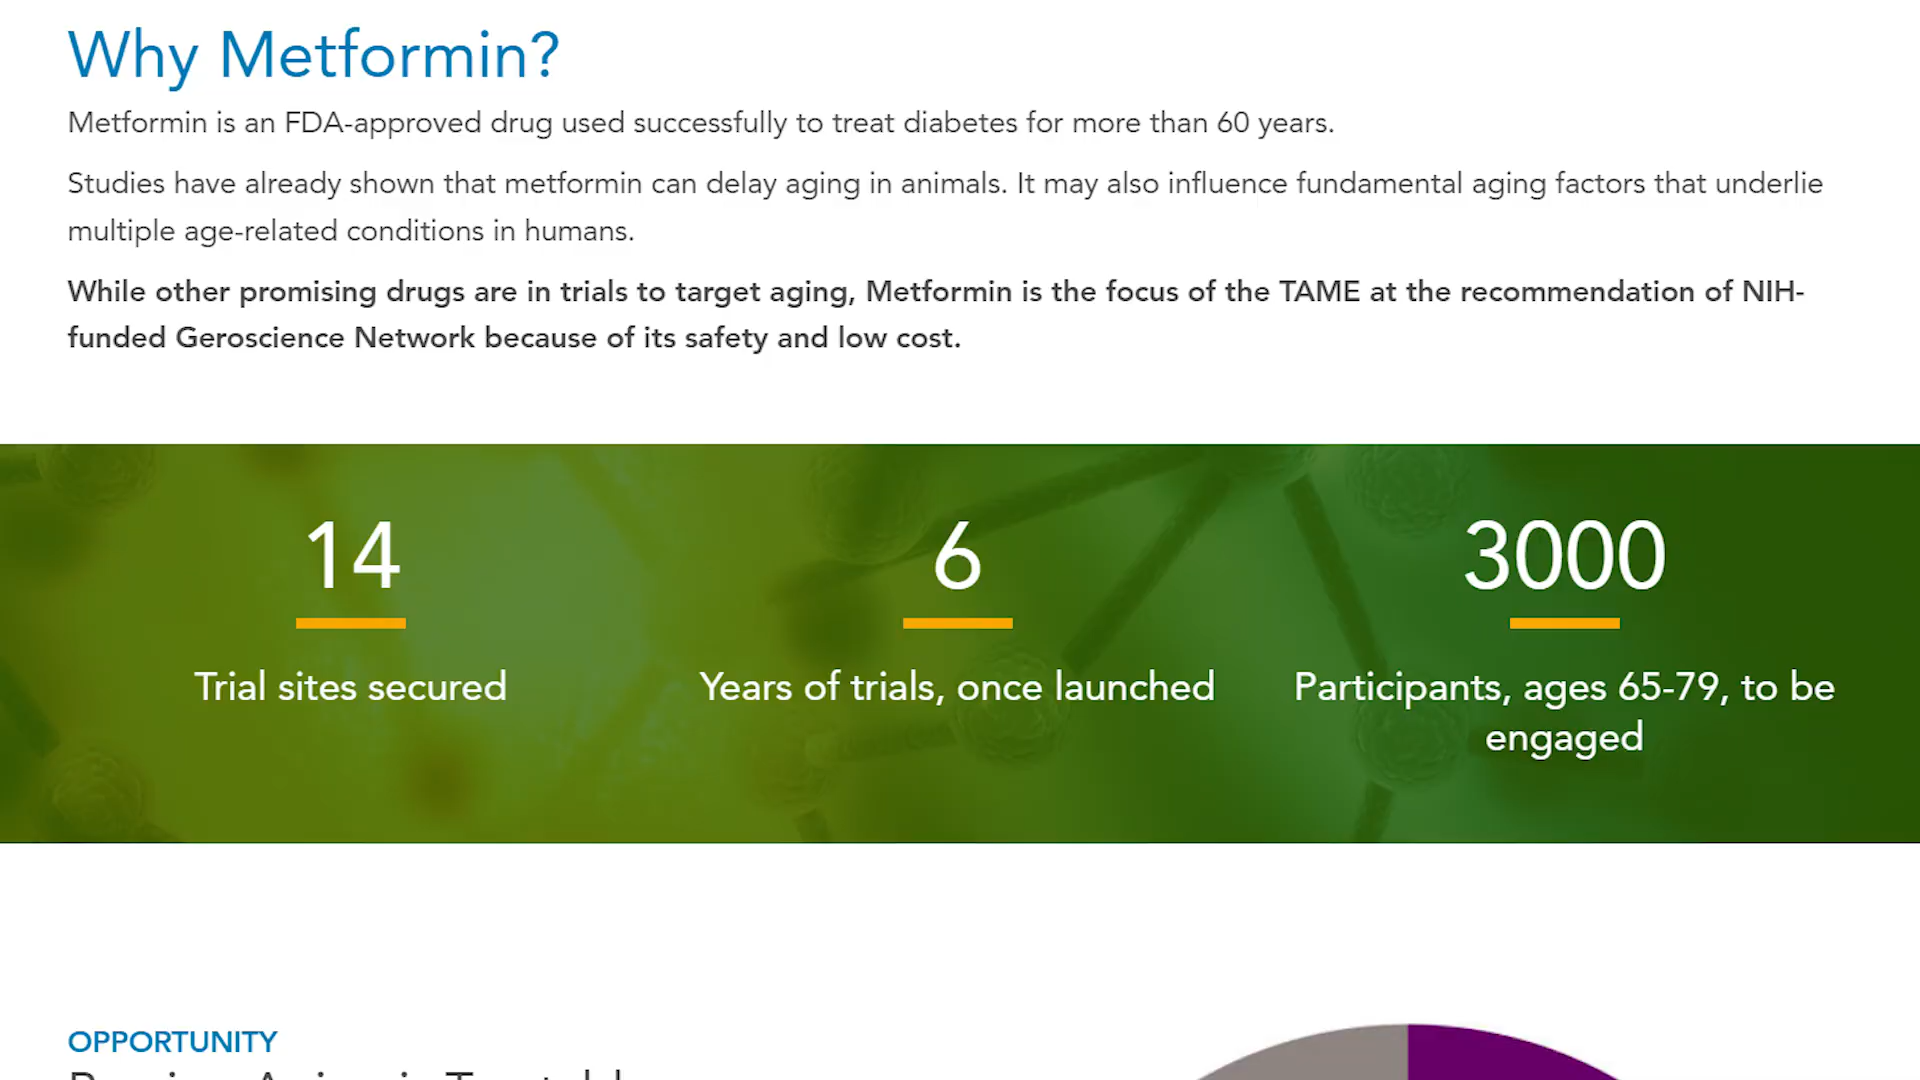 Why Metformin?
Metformin is an FDA-approved drug used successfully to treat diabetes for more than 60 years.
Studies have already shown that metformin can delay aging in animals. It may also influence fundamental aging factors that underlie
multiple age-related conditions in humans.
While other promising drugs are in trials to target aging, Metformin is the focus of the TAME at the recommendation of NIH-
funded Geroscience Network because of its safety and low cost.
14
Trial sites secured
6
Years of trials, once launched
3000
Participants, ages 65-79, to be
engaged
OPPORTUNITY